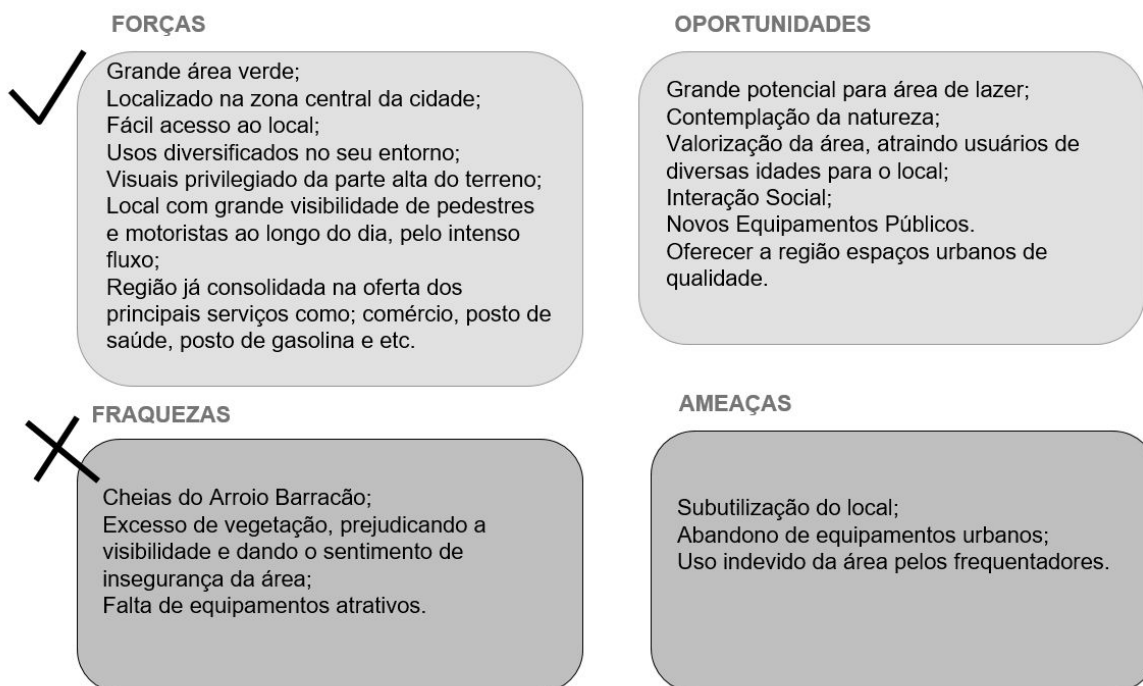 FORÇAS
Grande área verde;
Localizado na zona central da cidade;
Fácil acesso ao local;
Usos diversificados no seu entorno;
Visuais privilegiado da parte alta do terreno;
Local com grande visibilidade de pedestres
e motoristas ao longo do dia, pelo intenso
fluxo;
Região já consolidada na oferta dos
principais serviços como; comércio, posto de
saúde, posto de gasolina e etc.
OPORTUNIDADES
Grande potencial para área de lazer;
Contemplação da natureza;
Valorização da área, atraindo usuários de
diversas idades para o local;
Interação Social;
Novos Equipamentos Públicos.
Oferecer a região espaços urbanos de
qualidade.
FRAQUEZAS
Cheias do Arroio Barracão;
Excesso de vegetação, prejudicando a
visibilidade e dando o sentimento de
insegurança da área;
Falta de equipamentos atrativos.
AMEAÇAS
Subutilização do local;
Abandono de equipamentos urbanos;
Uso indevido da área pelos frequentadores.